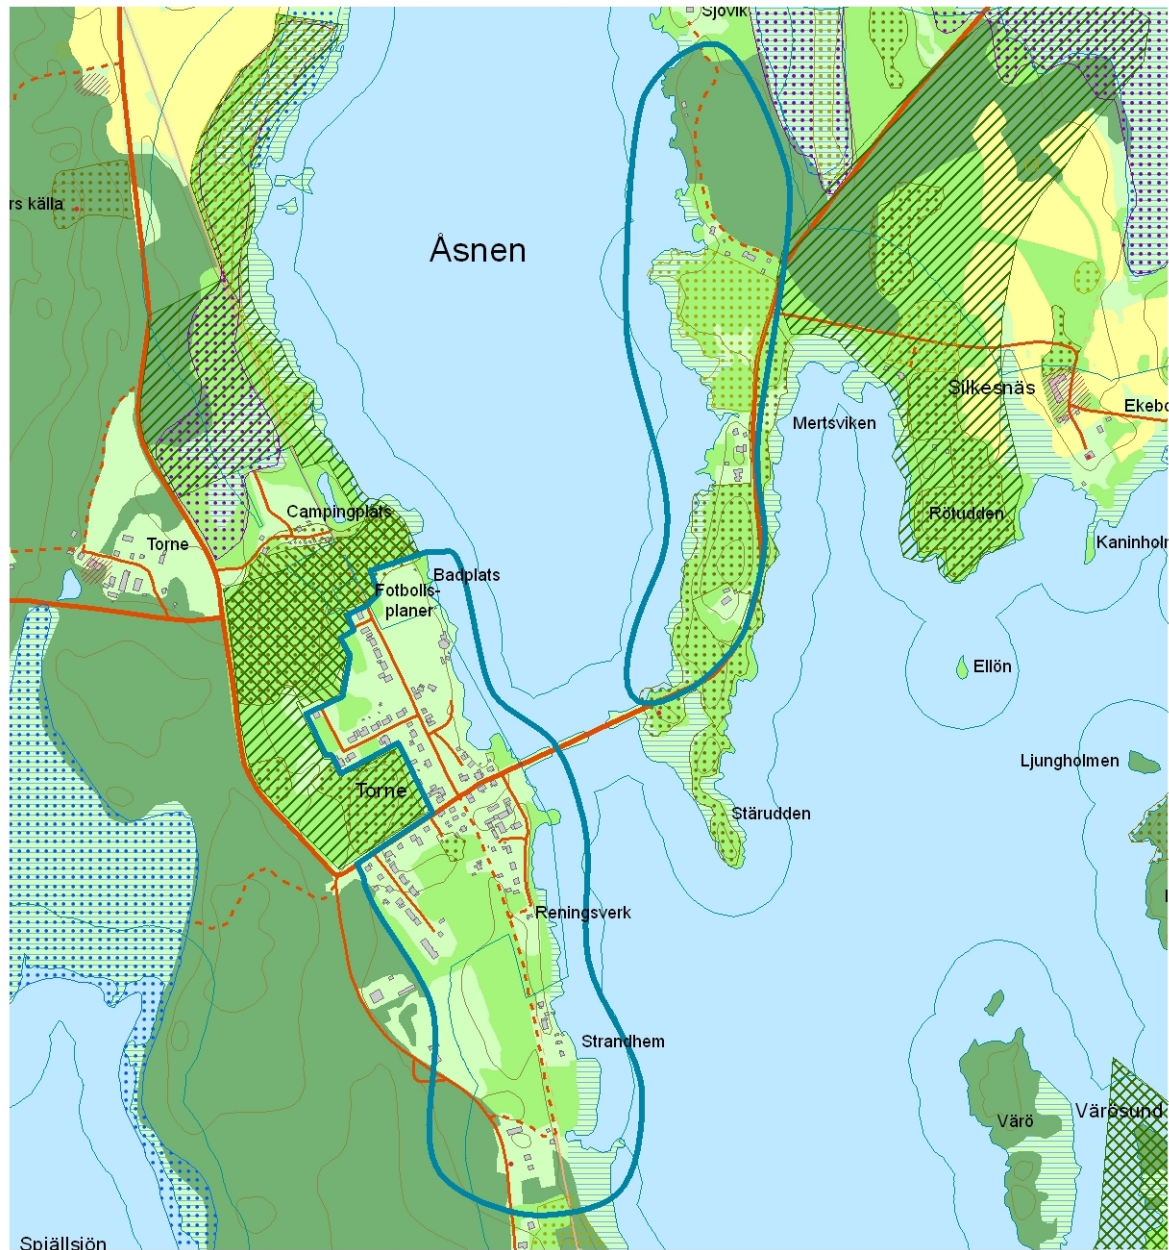 Sjövik
rs källa
Åsnen
Silkesnäs
Ekebo
Mertsviken
Campingplats
Rötudden
Torne
Kaninholm
Badplats
Fotbolls-
planer
Ellön
Ljungholmen
Torne
Stärudden
Reningsverk
Strandhem
Värö
Värösund
Spjällsjön